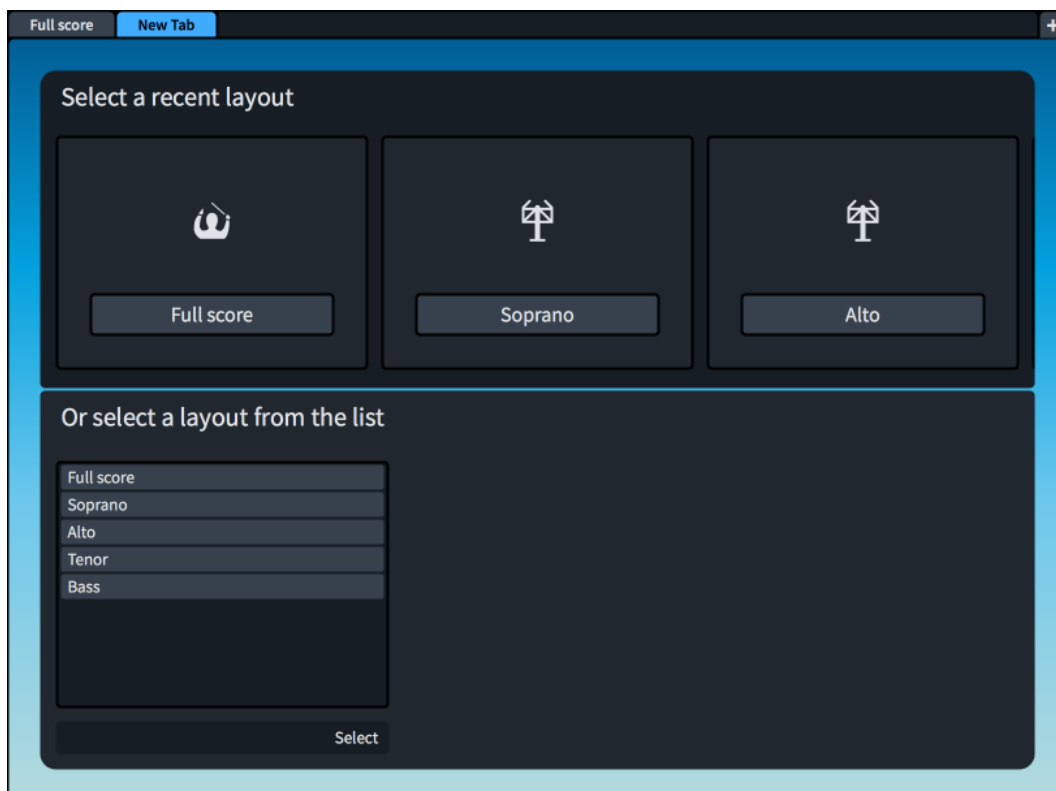 Full score New Tab +
Select a recent layout
Full score Soprano Alto
Or select a layout from the list
Full score
Soprano
Alto
Tenor
Bass
Select